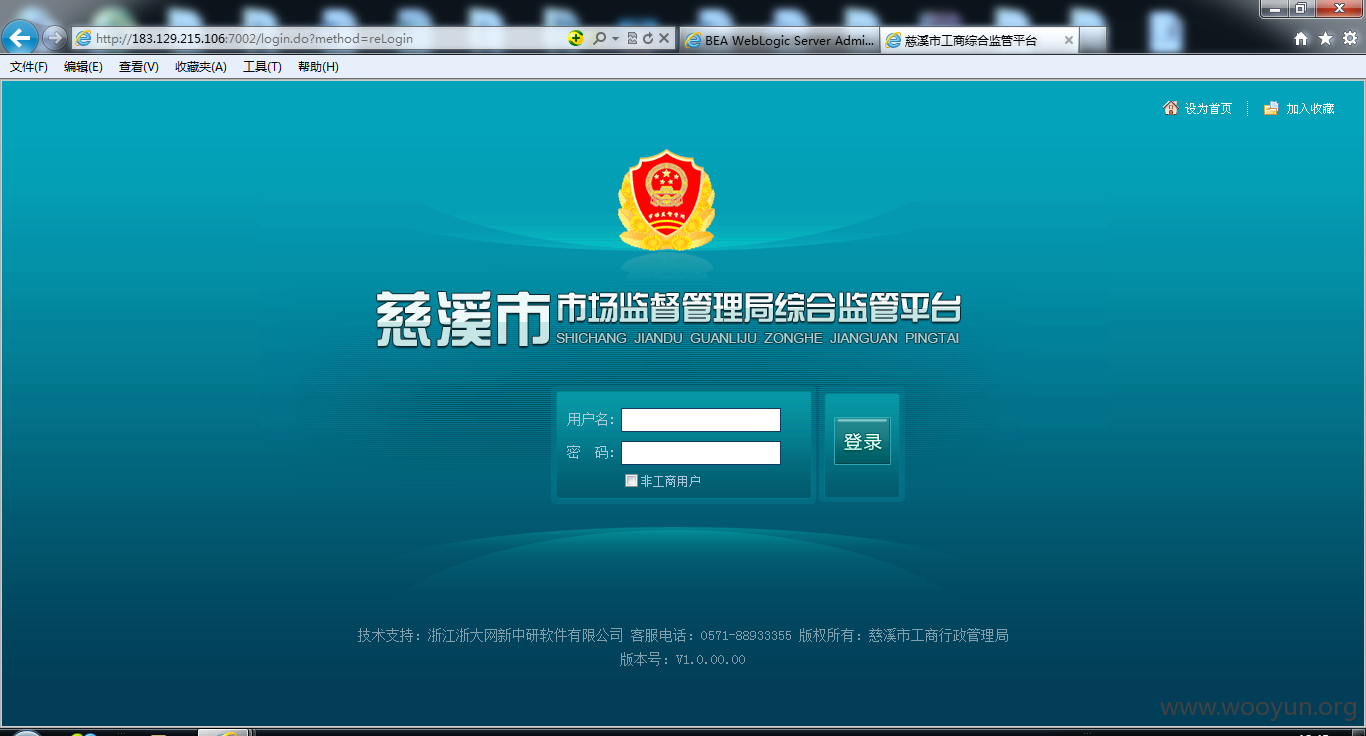 http://183.129.215.106:7002/login.do?method=reLogin
BEA WebLogic Server Admi...
慈溪市工商综合监管平台
文件(F) 编辑(E) 查看(V) 收藏夹(A) 工具(T) 帮助(H)
设为首页 加入收藏
慈溪市 市场监督管理局综合监管平台
SHICHANG JIANDU GUANLIJU ZONGHE JIANGUAN PINGTAI
用户名:
密 码:
登录
非工商用户
技术支持: 浙江浙大网新中研软件有限公司 客服电话: 0571-88933355 版权所有: 慈溪市工商行政管理局
版本号: V1.0.00.00
www.wooyun.org